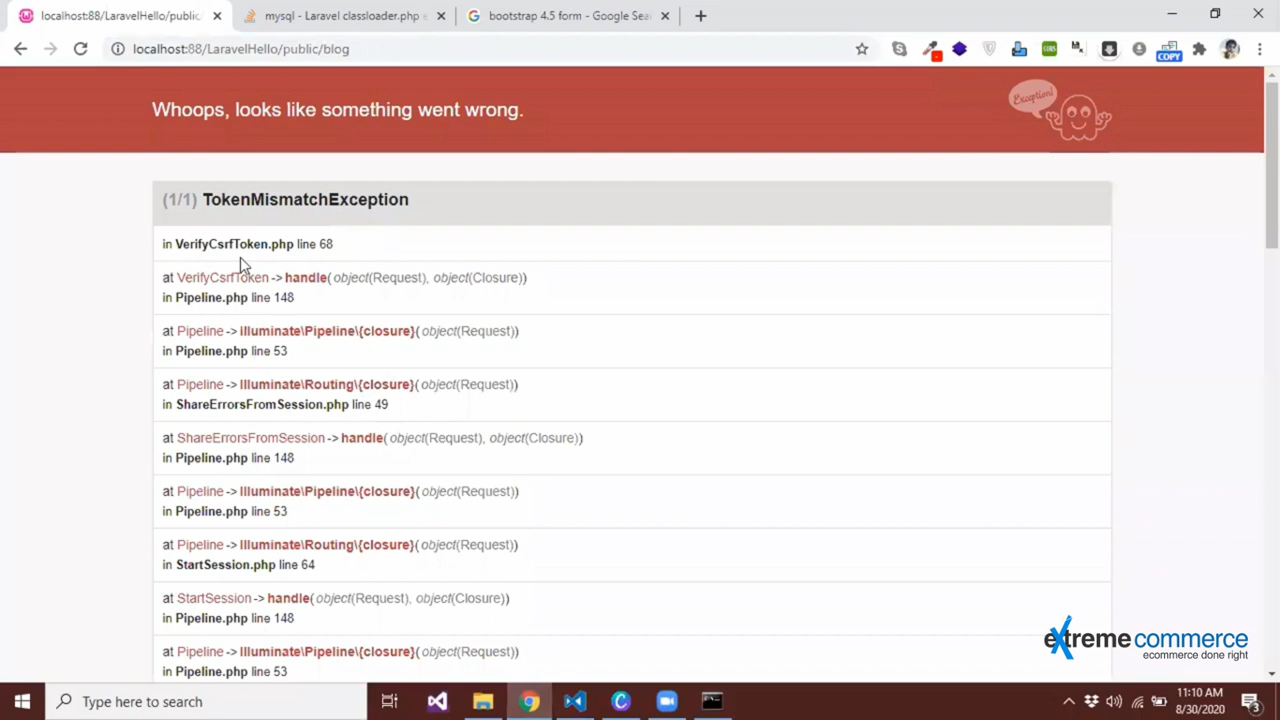 localhost:88/LaravelHello/public/
mysql - Laravel classloader.php e
bootstrap 4.5 form - Google Sea
localhost:88/LaravelHello/public/blog
COPY
Whoops, looks like something went wrong.
Exception!
(1/1) TokenMismatchException
in VerifyCsrfToken.php line 68
at VerifyCsrfToken->handle(object(Request), object(Closure))
in Pipeline.php line 148
at Pipeline->Illuminate\Pipeline\{closure}(object(Request))
in Pipeline.php line 53
at Pipeline->Illuminate\Routing\{closure}(object(Request))
in ShareErrorsFromSession.php line 49
at ShareErrorsFromSession->handle(object(Request), object(Closure))
in Pipeline.php line 148
at Pipeline->Illuminate\Pipeline\{closure}(object(Request))
in Pipeline.php line 53
at Pipeline->Illuminate\Routing\{closure}(object(Request))
in StartSession.php line 64
at StartSession->handle(object(Request), object(Closure))
in Pipeline.php line 148
at Pipeline->Illuminate\Pipeline\{closure}(object(Request))
in Pipeline.php line 53
extreme commerce
ecommerce done right
Type here to search
11:10 AM
8/30/2020
3